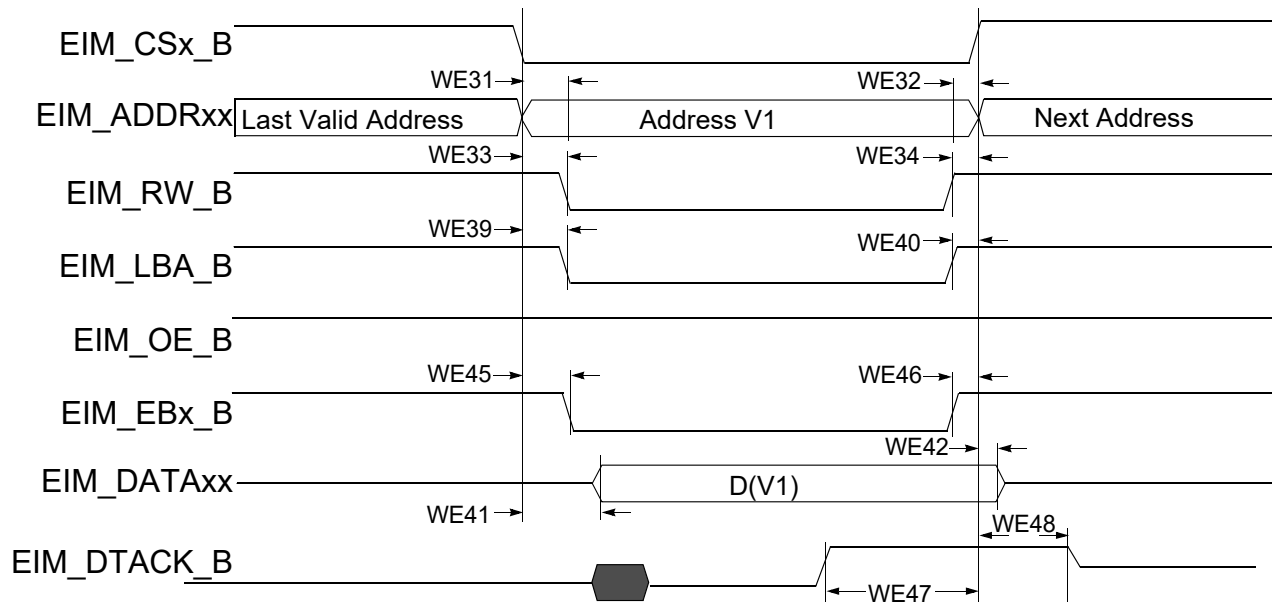 EIM_CSx_B
WE31
WE32
EIM_ADDRxx
Last Valid Address
Address V1
Next Address
WE33
WE34
EIM_RW_B
WE39
WE40
EIM_LBA_B
EIM_OE_B
WE45
WE46
EIM_EBx_B
WE42
EIM_DATAxx
D(V1)
WE41
WE48
EIM_DTACK_B
WE47